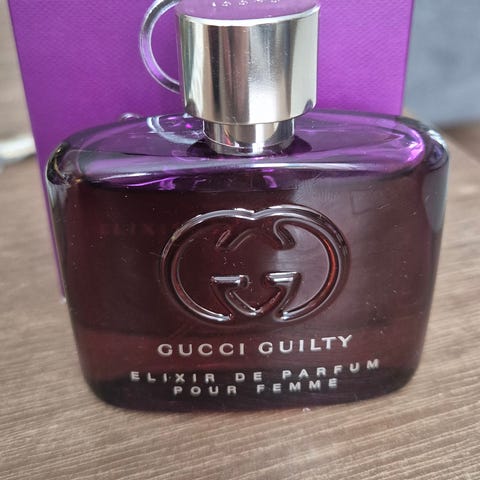 GUCCI GUILTY
ELIXIR DE PARFUM
POUR FEMME